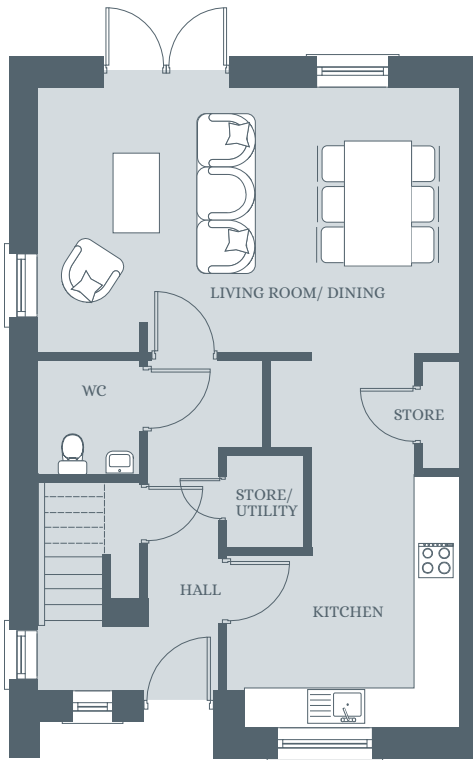 LIVING ROOM/ DINING
WC
STORE
STORE/
UTILITY
HALL
KITCHEN